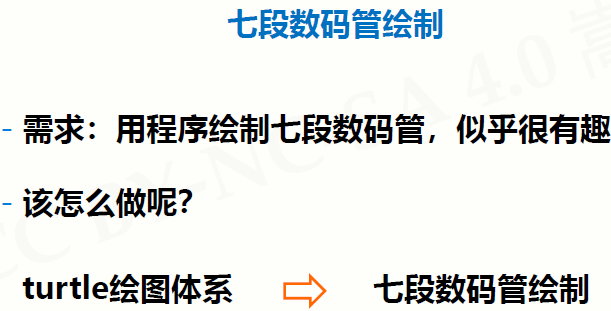 七段数码管绘制
- 需求：用程序绘制七段数码管，似乎很有趣
- 该怎么做呢？
turtle绘图体系 ⇨ 七段数码管绘制
CC BY-NC-SA 4.0 嵩